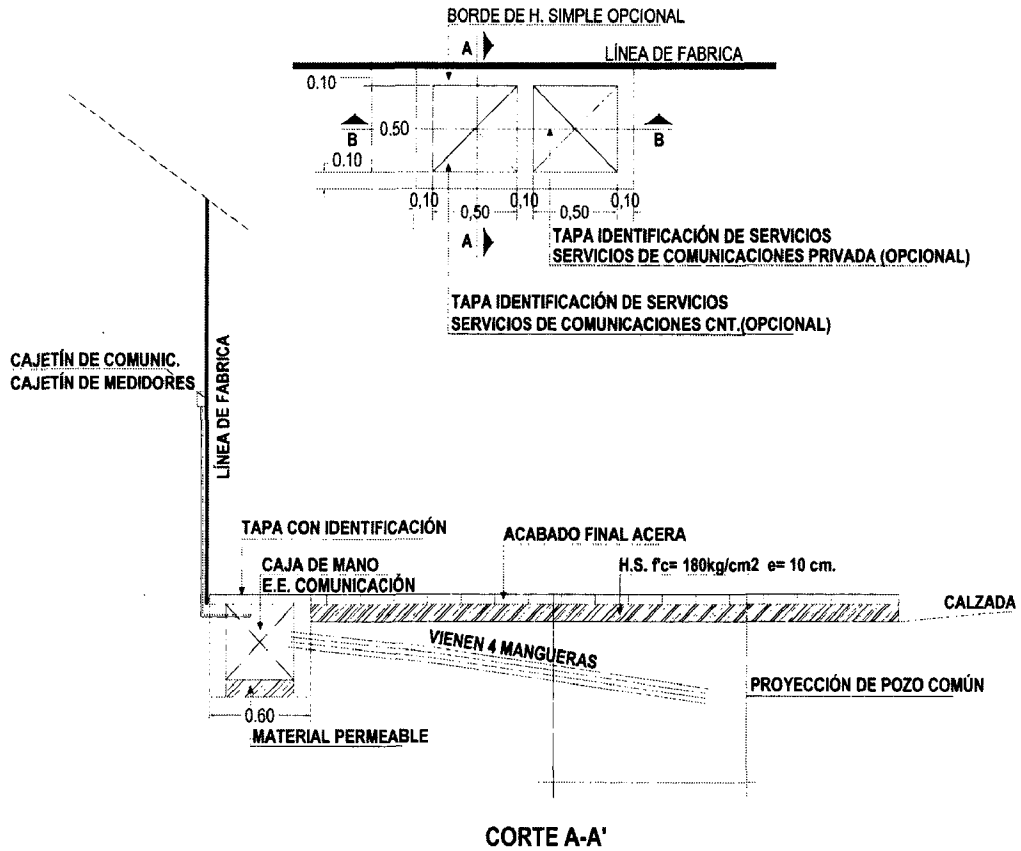 BORDE DE H. SIMPLE OPCIONAL
A
LÍNEA DE FABRICA
0.10
B
0.50
B
0.10
0,10
0,50
0,10
0,50
0,10
A
TAPA IDENTIFICACIÓN DE SERVICIOS
SERVICIOS DE COMUNICACIONES PRIVADA (OPCIONAL)
TAPA IDENTIFICACIÓN DE SERVICIOS
SERVICIOS DE COMUNICACIONES CNT.(OPCIONAL)
CAJETÍN DE COMUNIC.
CAJETÍN DE MEDIDORES
LÍNEA DE FABRICA
TAPA CON IDENTIFICACIÓN
ACABADO FINAL ACERA
CAJA DE MANO
E.E. COMUNICACIÓN
H.S. f'c= 180kg/cm2 e= 10 cm.
CALZADA
VIENEN 4 MANGUERAS
PROYECCIÓN DE POZO COMÚN
0.60
MATERIAL PERMEABLE
CORTE A-A'